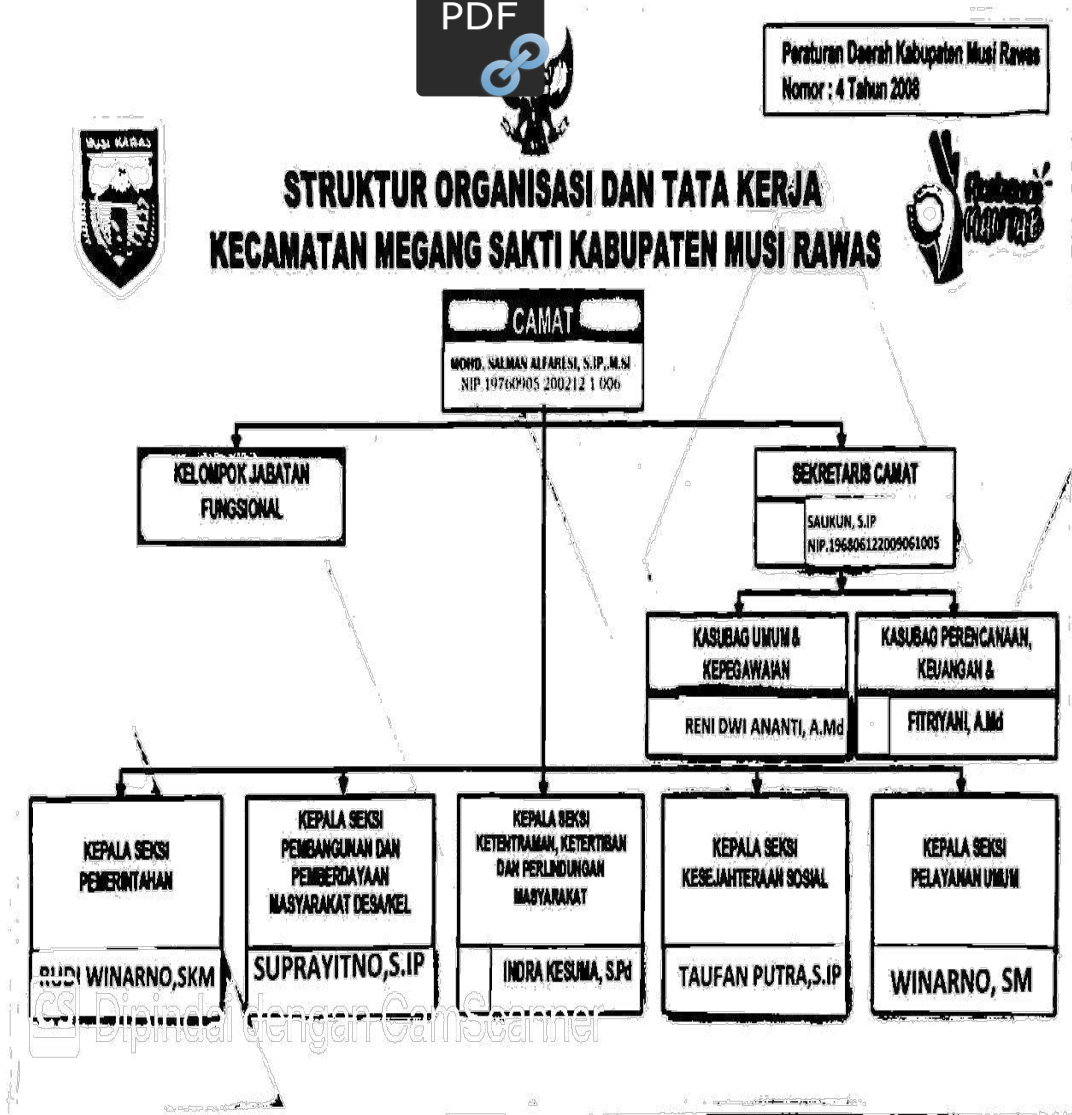 PDF
Peraturan Daerah Kabupaten Musi Rawas
Nomor : 4 Tahun 2008
MUSI RAWAS
STRUKTUR ORGANISASI DAN TATA KERJA
KECAMATAN MEGANG SAKTI KABUPATEN MUSI RAWAS
CAMAT
MOHD. SALMAN ALFARESI, S.IP,.M.SI
NIP 19760905 200212 1 006
KELOMPOK JABATAN
FUNGSIONAL
SEKRETARIS CAMAT
SAUKUN, S.IP
NIP.196806122009061005
KASUBAG UMUM &
KEPEGAWAIAN
RENI DWI ANANTI, A.Md
KASUBAG PERENCANAAN,
KEUANGAN &
FITRIYANI, A.Md
KEPALA SEKSI
PEMERINTAHAN
RUDI WINARNO,SKM
KEPALA SEKSI
PEMBANGUNAN DAN
PEMBERDAYAAN
MASYARAKAT DESA/KEL
SUPRAYITNO,S.IP
KEPALA SEKSI
KETENTRAMAN, KETERTIBAN
DAN PERLINDUNGAN
MASYARAKAT
INDRA KESUMA, S.Pd
KEPALA SEKSI
KESEJAHTERAAN SOSIAL
TAUFAN PUTRA,S.IP
KEPALA SEKSI
PELAYANAN UMUM
WINARNO, SM
CS Dipindai dengan CamScanner